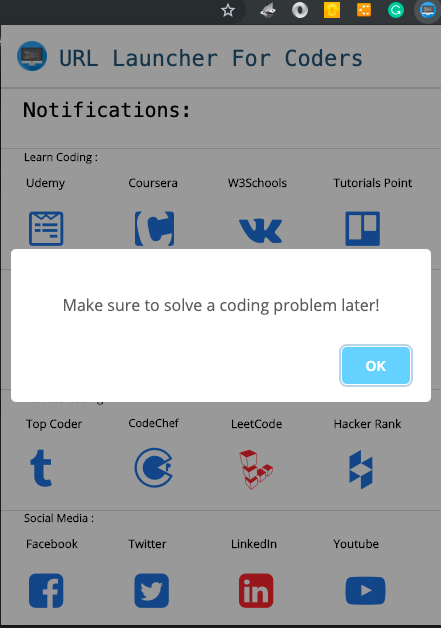 URL Launcher For Coders
Notifications:
Learn Coding :
Udemy Coursera W3Schools Tutorials Point
Make sure to solve a coding problem later!
OK
Top Coder CodeChef LeetCode Hacker Rank
Social Media :
Facebook Twitter LinkedIn Youtube